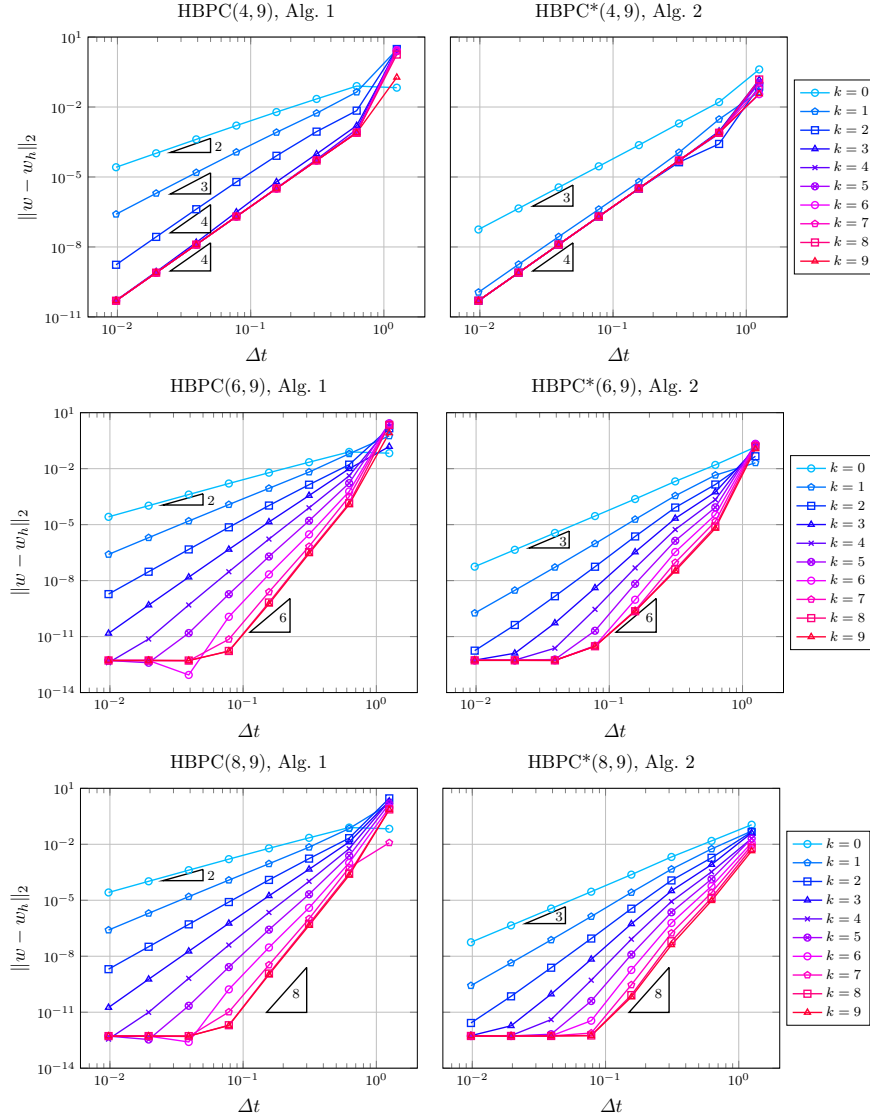 HBPC(4, 9), Alg. 1
HBPC*(4, 9), Alg. 2
10^1
10^−2
10^−5
10^−8
10^−11
‖w − w_h‖_2
2
3
4
4
3
4
10^−2 10^−1 10^0
10^−2 10^−1 10^0
Δt
Δt
k = 0
k = 1
k = 2
k = 3
k = 4
k = 5
k = 6
k = 7
k = 8
k = 9
HBPC(6, 9), Alg. 1
HBPC*(6, 9), Alg. 2
10^1
10^−2
10^−5
10^−8
10^−11
10^−14
‖w − w_h‖_2
2
6
3
6
10^−2 10^−1 10^0
10^−2 10^−1 10^0
Δt
Δt
k = 0
k = 1
k = 2
k = 3
k = 4
k = 5
k = 6
k = 7
k = 8
k = 9
HBPC(8, 9), Alg. 1
HBPC*(8, 9), Alg. 2
10^1
10^−2
10^−5
10^−8
10^−11
10^−14
‖w − w_h‖_2
2
8
3
8
10^−2 10^−1 10^0
10^−2 10^−1 10^0
Δt
Δt
k = 0
k = 1
k = 2
k = 3
k = 4
k = 5
k = 6
k = 7
k = 8
k = 9